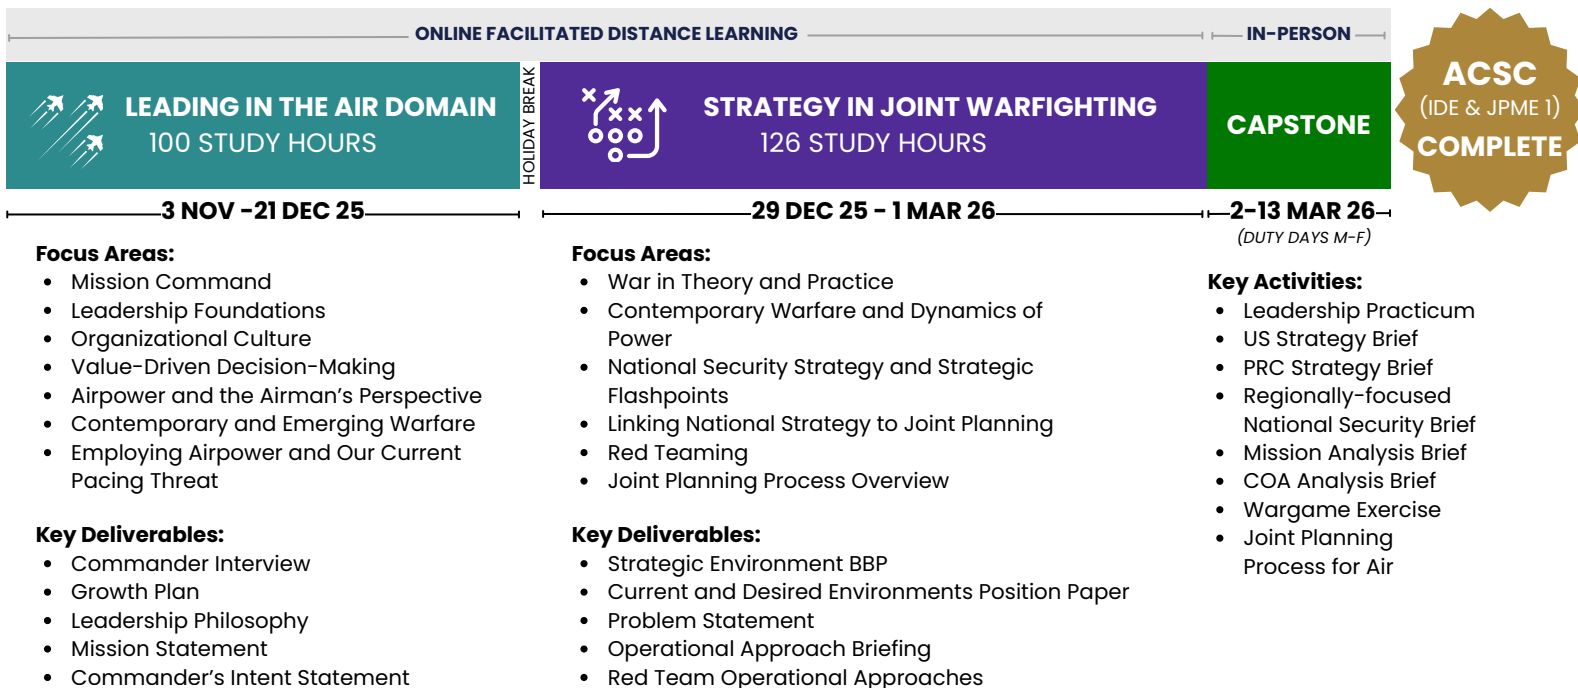 ONLINE FACILITATED DISTANCE LEARNING
IN-PERSON
LEADING IN THE AIR DOMAIN
100 STUDY HOURS
HOLIDAY BREAK
STRATEGY IN JOINT WARFIGHTING
126 STUDY HOURS
CAPSTONE
ACSC
(IDE & JPME 1)
COMPLETE
3 NOV -21 DEC 25
29 DEC 25 - 1 MAR 26
2-13 MAR 26
(DUTY DAYS M-F)
Focus Areas:
• Mission Command
• Leadership Foundations
• Organizational Culture
• Value-Driven Decision-Making
• Airpower and the Airman's Perspective
• Contemporary and Emerging Warfare
• Employing Airpower and Our Current
Pacing Threat
Key Deliverables:
• Commander Interview
• Growth Plan
• Leadership Philosophy
• Mission Statement
• Commander's Intent Statement
Focus Areas:
• War in Theory and Practice
• Contemporary Warfare and Dynamics of
Power
• National Security Strategy and Strategic
Flashpoints
• Linking National Strategy to Joint Planning
• Red Teaming
• Joint Planning Process Overview
Key Deliverables:
• Strategic Environment BBP
• Current and Desired Environments Position Paper
• Problem Statement
• Operational Approach Briefing
• Red Team Operational Approaches
Key Activities:
• Leadership Practicum
• US Strategy Brief
• PRC Strategy Brief
• Regionally-focused
National Security Brief
• Mission Analysis Brief
• COA Analysis Brief
• Wargame Exercise
• Joint Planning
Process for Air